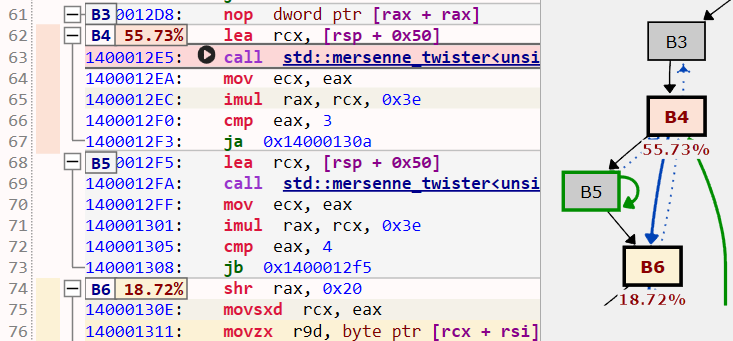 61 B3 0012D8: nop dword ptr [rax + rax]
62 B4 55.73% lea rcx, [rsp + 0x50]
63 1400012E5: call std::mersenne_twister<unsi
64 1400012EA: mov ecx, eax
65 1400012EC: imul rax, rcx, 0x3e
66 1400012F0: cmp eax, 3
67 1400012F3: ja 0x14000130a
68 B5 0012F5: lea rcx, [rsp + 0x50]
69 1400012FA: call std::mersenne_twister<unsi
70 1400012FF: mov ecx, eax
71 140001301: imul rax, rcx, 0x3e
72 140001305: cmp eax, 4
73 140001308: jb 0x1400012f5
74 B6 18.72% shr rax, 0x20
75 14000130E: movsxd rcx, eax
76 140001311: movzx r9d, byte ptr [rcx + rsi]
B3
B4
55.73%
B5
B6
18.72%